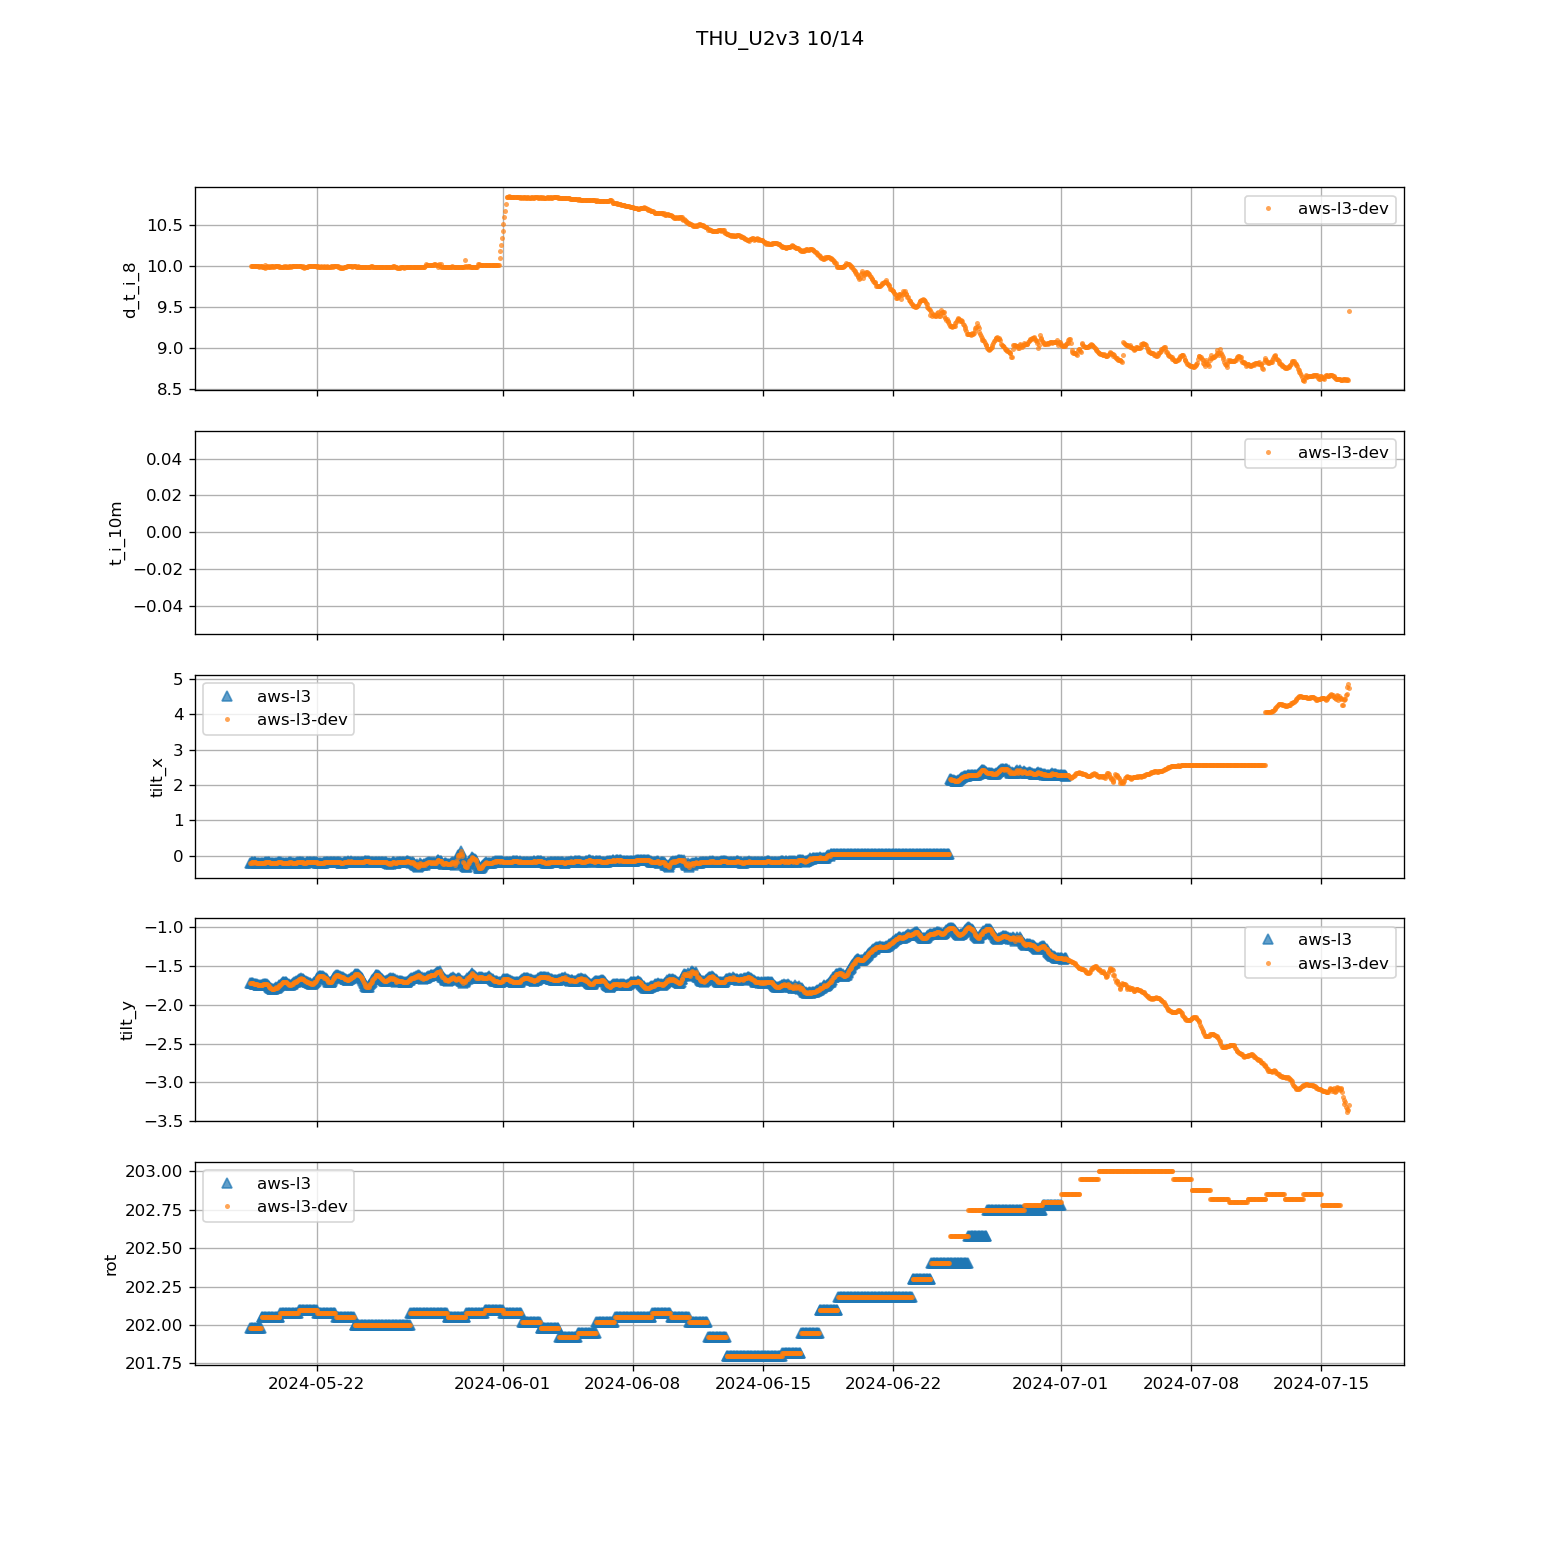 THU_U2v3 10/14
d_t_i_8
10.5
10.0
9.5
9.0
8.5
aws-l3-dev
t_i_10m
0.04
0.02
0.00
−0.02
−0.04
aws-l3-dev
tilt_x
5
4
3
2
1
0
aws-l3
aws-l3-dev
tilt_y
−1.0
−1.5
−2.0
−2.5
−3.0
−3.5
aws-l3
aws-l3-dev
rot
203.00
202.75
202.50
202.25
202.00
201.75
aws-l3
aws-l3-dev
2024-05-22 2024-06-01 2024-06-08 2024-06-15 2024-06-22 2024-07-01 2024-07-08 2024-07-15